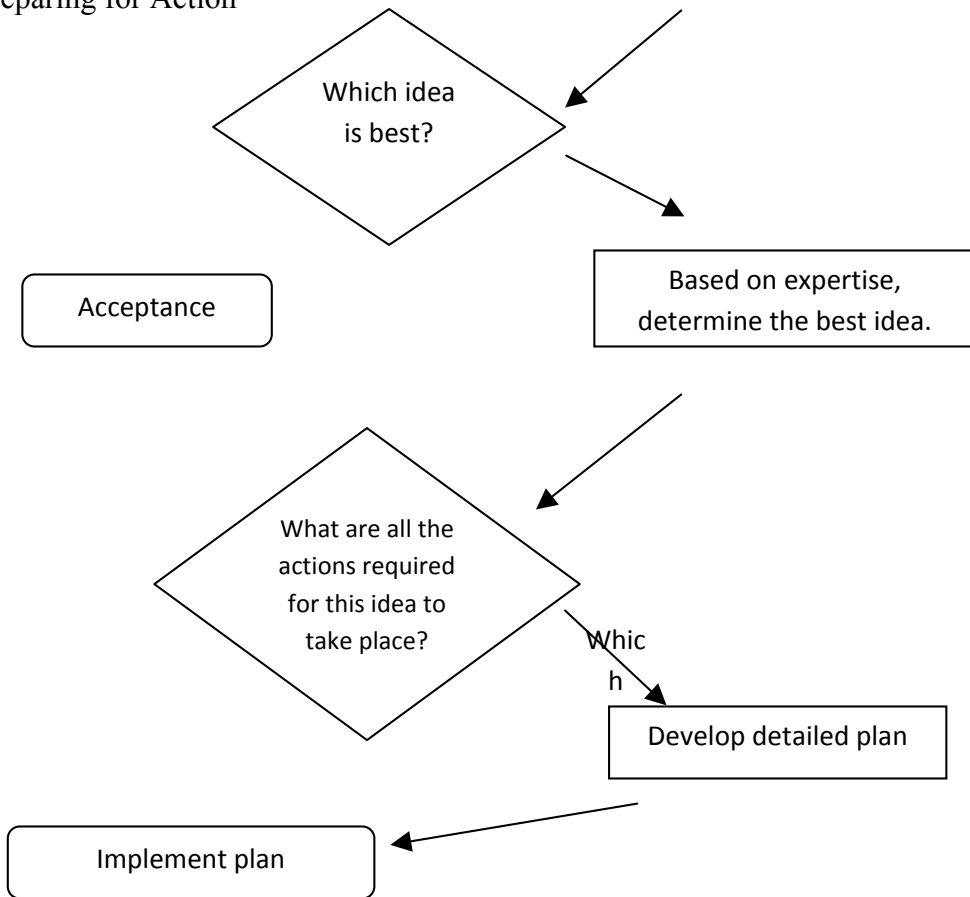 eparing for Action
Which idea
is best?
Acceptance
Based on expertise,
determine the best idea.
What are all the
actions required
for this idea to
take place?
Whic
h
Develop detailed plan
Implement plan